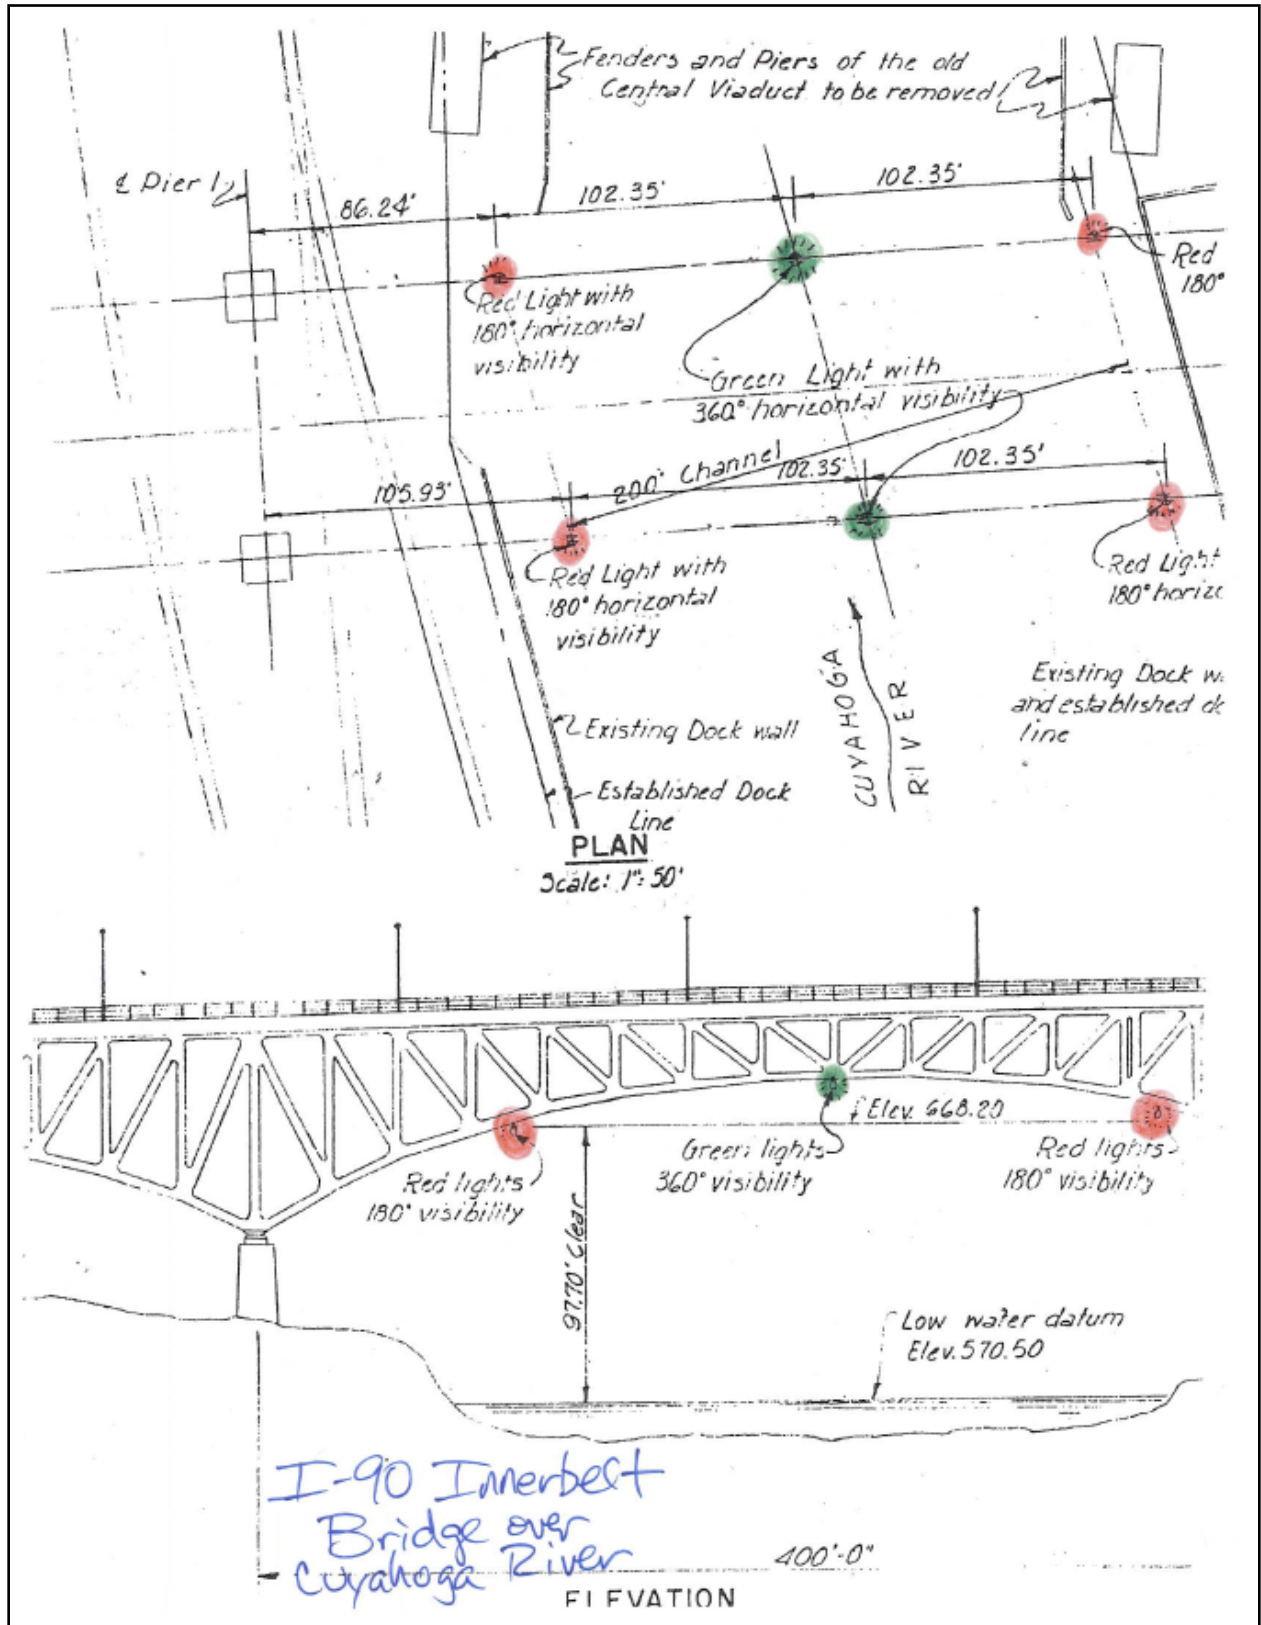 Fenders and Piers of the old
Central Viaduct to be removed
℄ Pier 1
86.24'
102.35'
102.35'
Red Light with
180° horizontal
visibility
Red
180°
Green Light with
360° horizontal visibility
200' Channel
105.93'
102.35'
102.35'
Red Light with
180° horizontal
visibility
Red Light
180° horiz
CUYAHOGA
RIVER
Existing Dock
and established
line
Existing Dock wall
Established Dock
Line
PLAN
Scale: 1": 50'
Elev. 668.20
Red lights
180° visibility
Green lights
360° visibility
Red lights
180° visibility
97.70' Clear
Low water datum
Elev. 570.50
I-90 Innerbelt
Bridge over
Cuyahoga River
400'-0"
ELEVATION